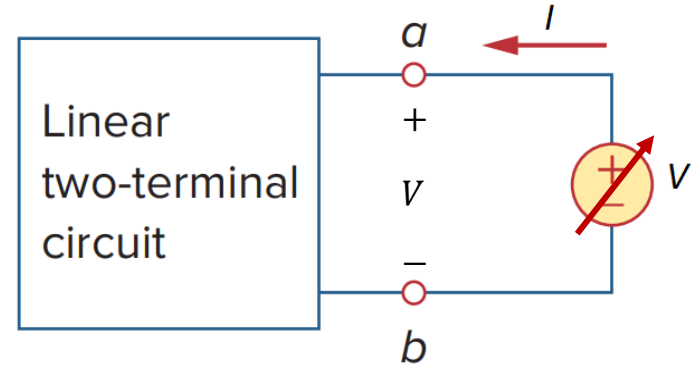 I
a
Linear
two-terminal
circuit
+
V
−
+
−
V
b